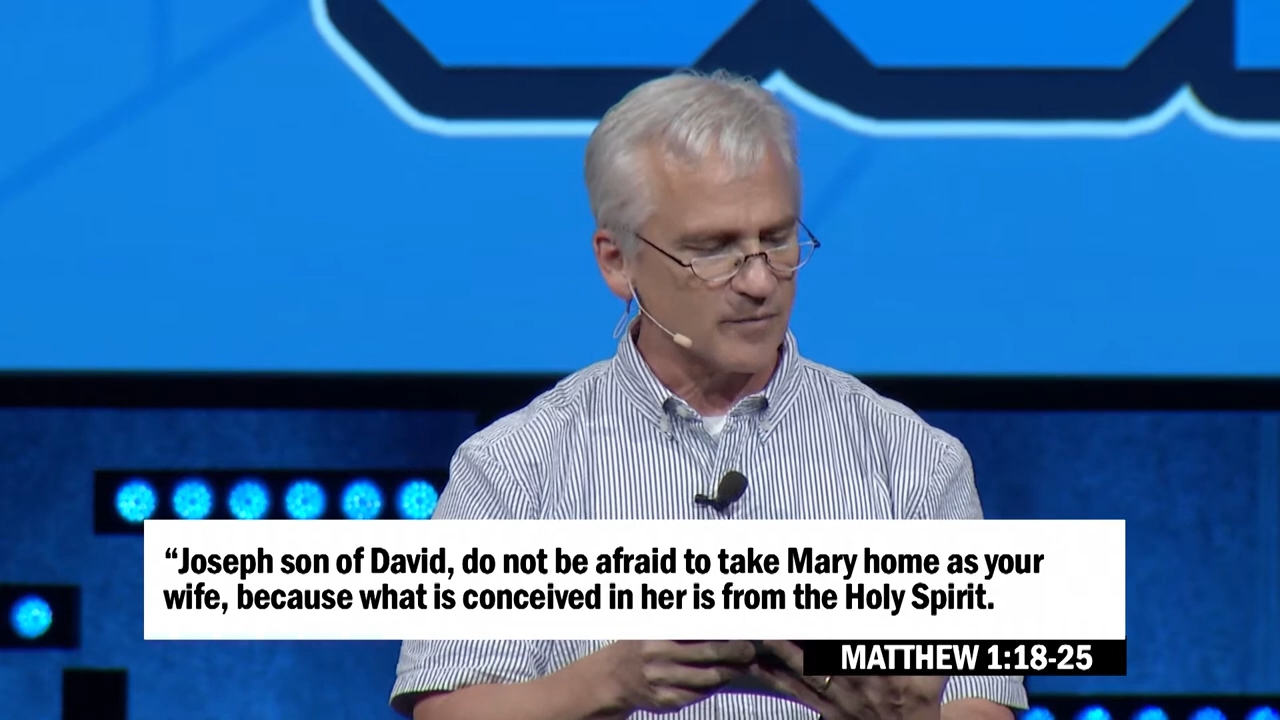 “Joseph son of David, do not be afraid to take Mary home as your
wife, because what is conceived in her is from the Holy Spirit.
MATTHEW 1:18-25